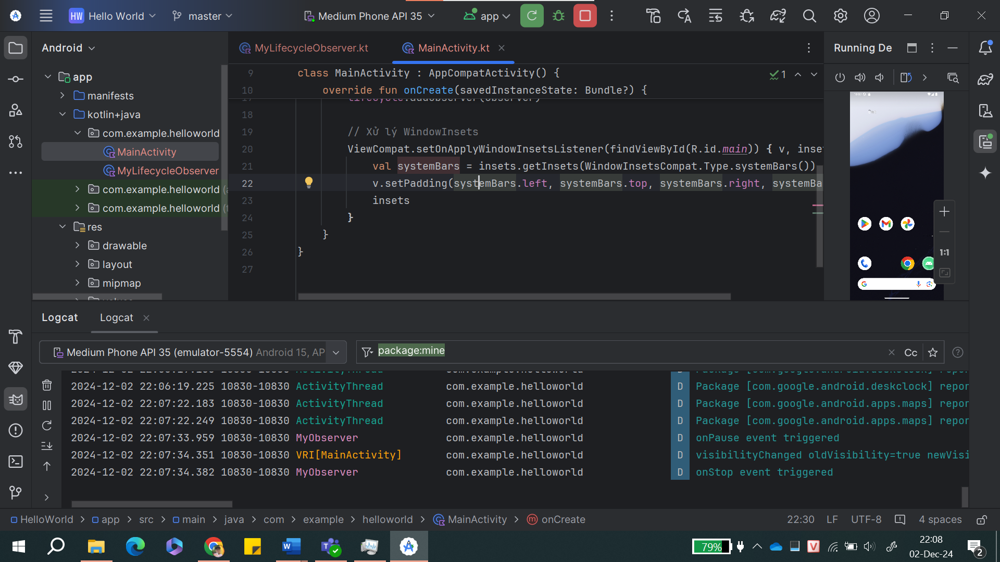 HW Hello World master Medium Phone API 35 app
Android
MyLifecycleObserver.kt MainActivity.kt
Running De
app
manifests
kotlin+java
com.example.helloworld
MainActivity
MyLifecycleObserver
com.example.helloworld
com.example.helloworld
res
drawable
layout
mipmap
9 class MainActivity : AppCompatActivity() {
1
10 override fun onCreate(savedInstanceState: Bundle?) {
18
19 // Xử lý WindowInsets
20 ViewCompat.setOnApplyWindowInsetsListener(findViewById(R.id.main)) { v, inse
21 val systemBars = insets.getInsets(WindowInsetsCompat.Type.systemBars())
22 v.setPadding(systemBars.left, systemBars.top, systemBars.right, systemBa
23 insets
24 }
25 }
26 }
27
1:1
Logcat Logcat
Medium Phone API 35 (emulator-5554) Android 15, AP
package:mine
Cc
2024-12-02 22:06:19.225 10830-10830 ActivityThread com.example.helloworld D Package [com.google.android.deskclock] repor
2024-12-02 22:07:22.183 10830-10830 ActivityThread com.example.helloworld D Package [com.google.android.apps.maps] repor
2024-12-02 22:07:22.249 10830-10830 ActivityThread com.example.helloworld D Package [com.google.android.apps.maps] repor
2024-12-02 22:07:33.959 10830-10830 MyObserver com.example.helloworld D onPause event triggered
2024-12-02 22:07:34.351 10830-10830 VRI[MainActivity] com.example.helloworld D visibilityChanged oldVisibility=true newVisi
2024-12-02 22:07:34.382 10830-10830 MyObserver com.example.helloworld D onStop event triggered
HelloWorld > app > src > main > java > com > example > helloworld > MainActivity > onCreate
22:30 LF UTF-8 4 spaces
79%
22:08
02-Dec-24
2